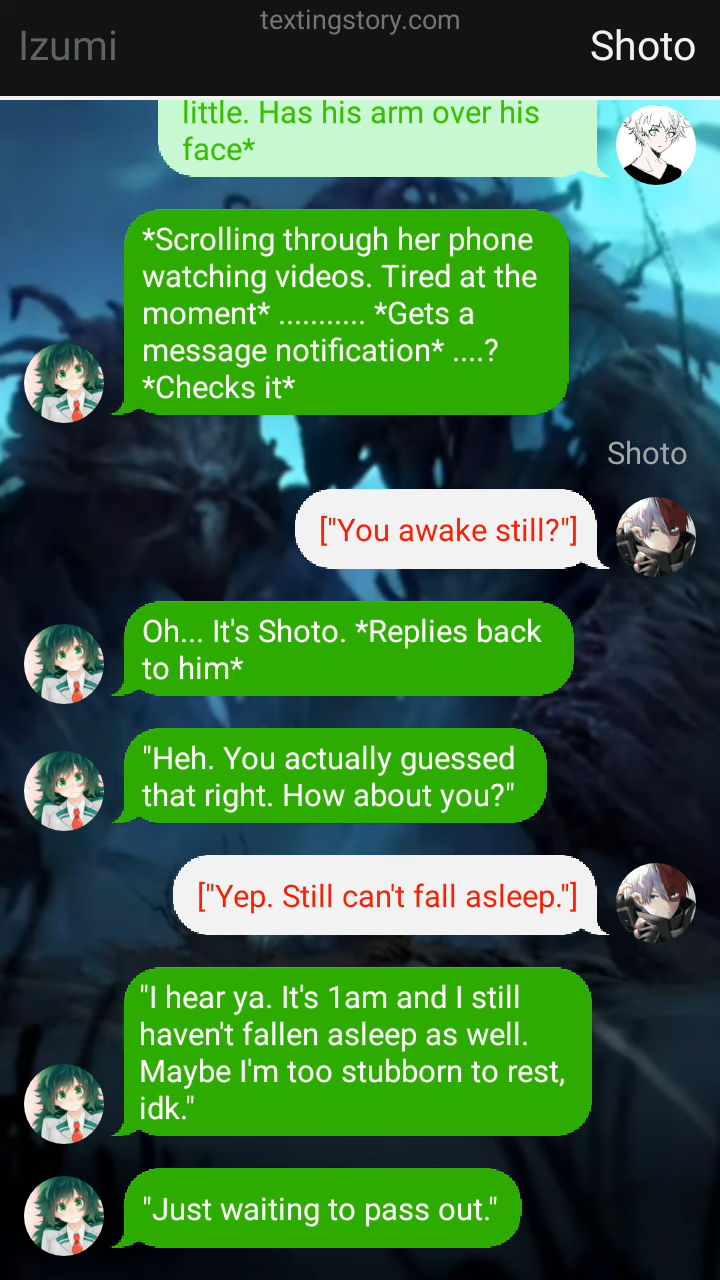 textingstory.com
Izumi
Shoto
little. Has his arm over his
face*
*Scrolling through her phone
watching videos. Tired at the
moment* ........... *Gets a
message notification* ....?
*Checks it*
Shoto
["You awake still?"]
Oh... It's Shoto. *Replies back
to him*
"Heh. You actually guessed
that right. How about you?"
["Yep. Still can't fall asleep."]
"I hear ya. It's 1am and I still
haven't fallen asleep as well.
Maybe I'm too stubborn to rest,
idk."
"Just waiting to pass out."